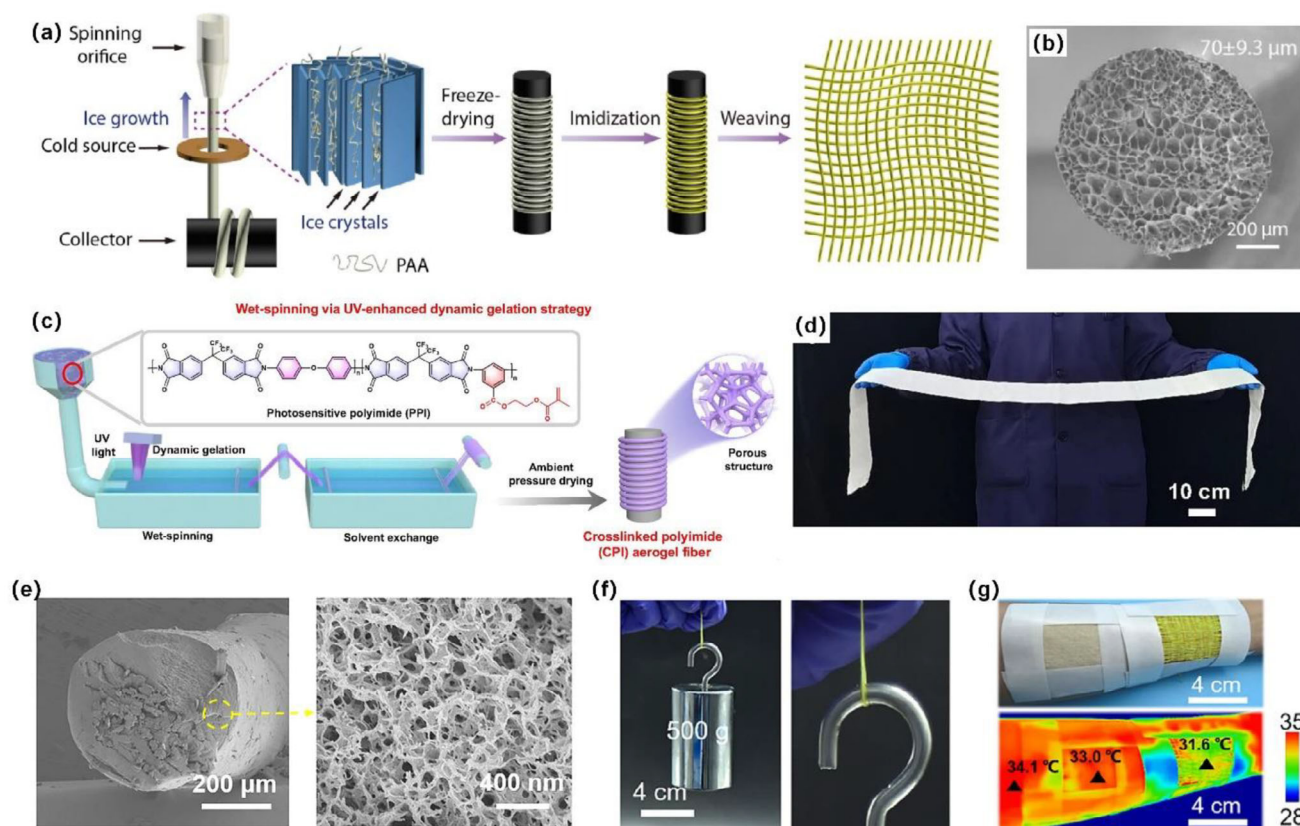 (a)
Spinning
orifice
Ice growth
Cold source
Collector
Ice crystals
PAA
Freeze-
drying
Imidization
Weaving
(b)
70±9.3 μm
200 μm
(c)
Wet-spinning via UV-enhanced dynamic gelation strategy
Photosensitive polyimide (PPI)
UV
light
Dynamic gelation
Wet-spinning
Solvent exchange
Ambient
pressure drying
Porous
structure
Crosslinked polyimide
(CPI) aerogel fiber
(d)
10 cm
(e)
200 μm
400 nm
(f)
500 g
4 cm
(g)
4 cm
34.1 ℃
33.0 ℃
31.6 ℃
4 cm
35
28